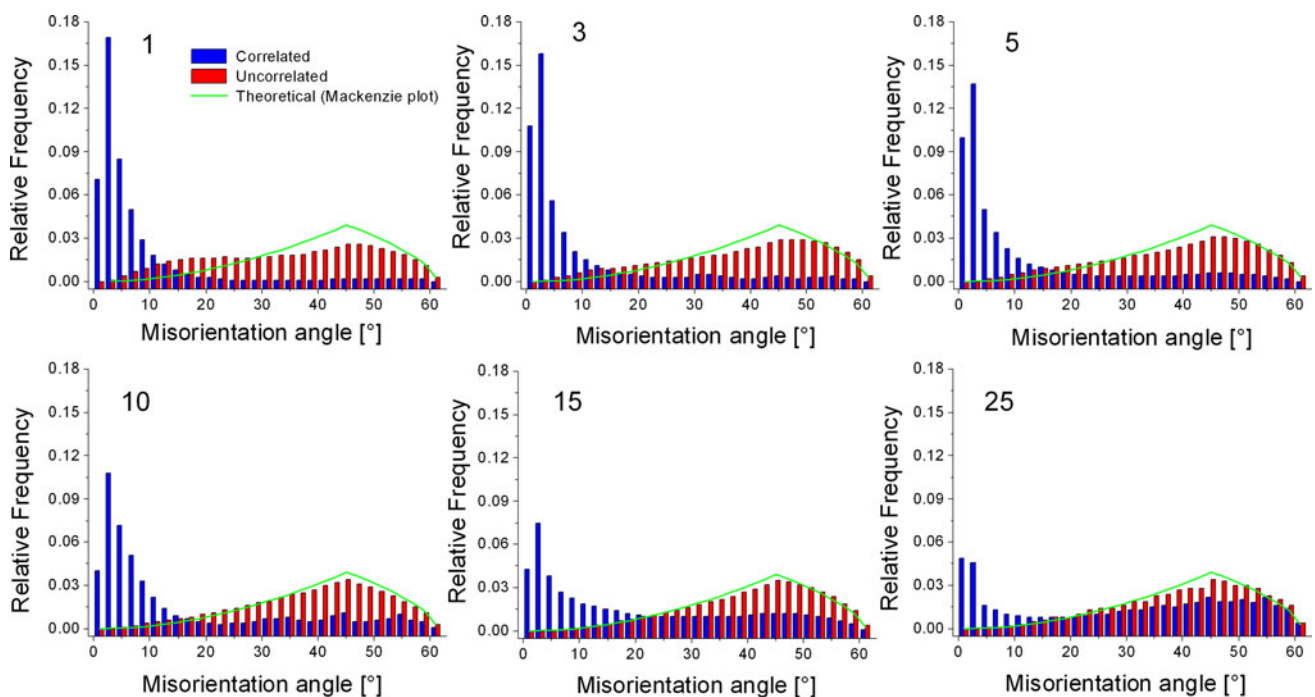 1
Correlated
Uncorrelated
Theoretical (Mackenzie plot)
Relative Frequency
0.18
0.15
0.12
0.09
0.06
0.03
0.00
0 10 20 30 40 50 60
Misorientation angle [°]
3
Relative Frequency
0.18
0.15
0.12
0.09
0.06
0.03
0.00
0 10 20 30 40 50 60
Misorientation angle [°]
5
Relative Frequency
0.18
0.15
0.12
0.09
0.06
0.03
0.00
0 10 20 30 40 50 60
Misorientation angle [°]
10
Relative Frequency
0.18
0.15
0.12
0.09
0.06
0.03
0.00
0 10 20 30 40 50 60
Misorientation angle [°]
15
Relative Frequency
0.18
0.15
0.12
0.09
0.06
0.03
0.00
0 10 20 30 40 50 60
Misorientation angle [°]
25
Relative Frequency
0.18
0.15
0.12
0.09
0.06
0.03
0.00
0 10 20 30 40 50 60
Misorientation angle [°]